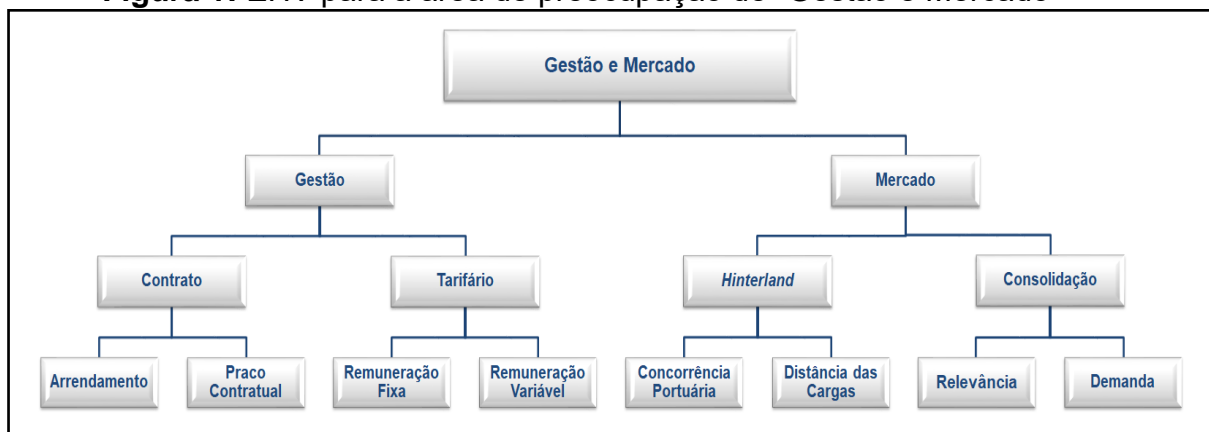 Gestão e Mercado
Gestão
Mercado
Contrato
Tarifário
Hinterland
Consolidação
Arrendamento
Praco
Contratual
Remuneração
Fixa
Remuneração
Variável
Concorrência
Portuária
Distância das
Cargas
Relevância
Demanda